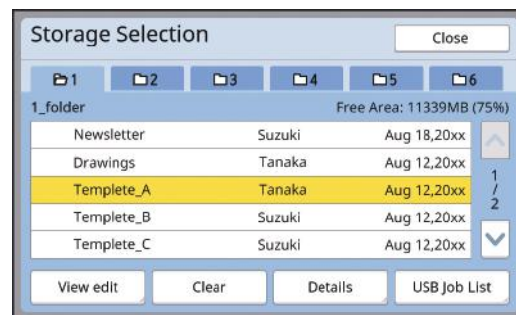 Storage Selection Close
1 2 3 4 5 6
1_folder Free Area: 11339MB (75%)
Newsletter Suzuki Aug 18,20xx
Drawings Tanaka Aug 12,20xx
Templete_A Tanaka Aug 12,20xx
Templete_B Suzuki Aug 12,20xx
Templete_C Suzuki Aug 12,20xx
1
/
2
View edit Clear Details USB Job List